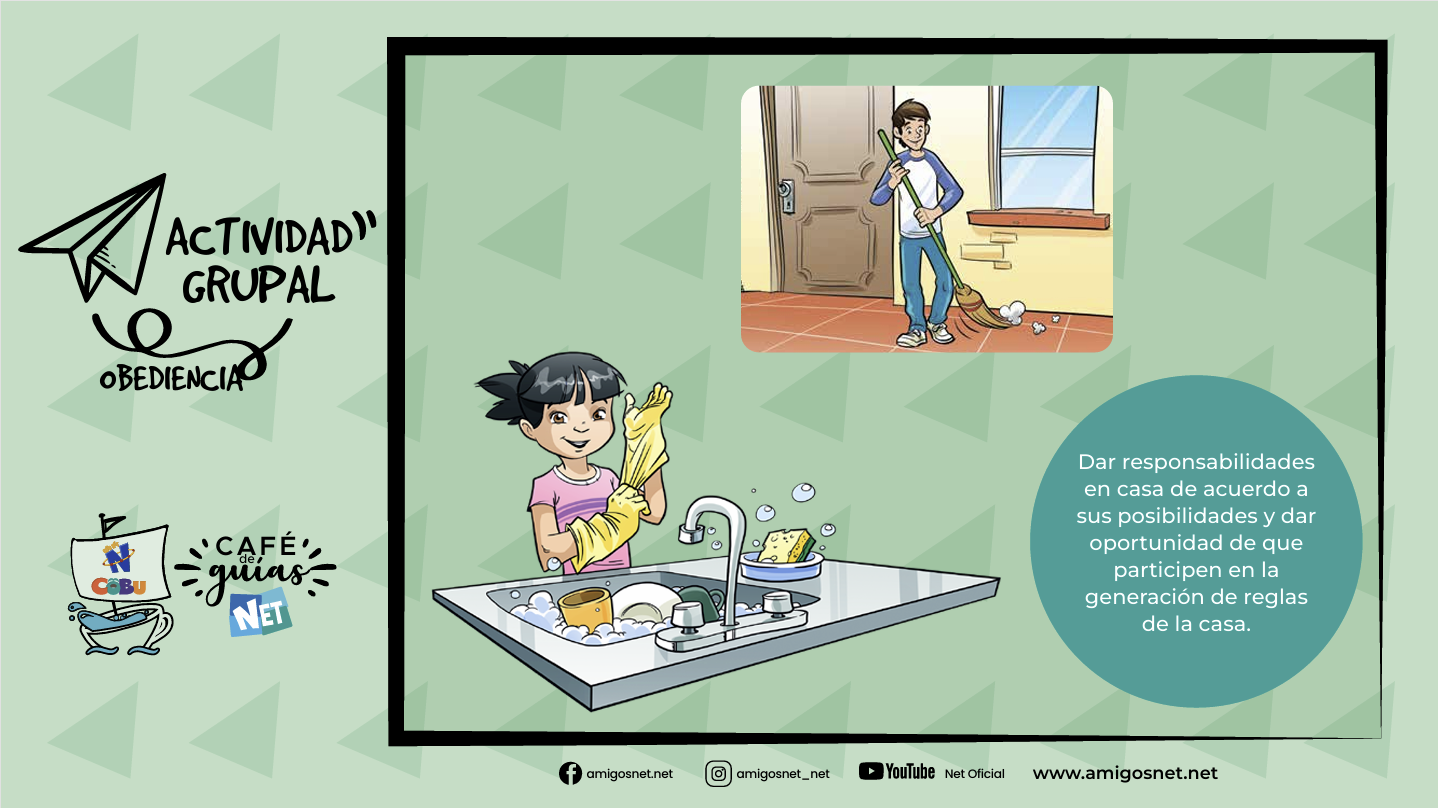 ACTIVIDAD
GRUPAL
OBEDIENCIA
N
COBU
CAFÉ
de
guías
NET
Dar responsabilidades
en casa de acuerdo a
sus posibilidades y dar
oportunidad de que
participen en la
generación de reglas
de la casa.
amigosnet.net
amigosnet_net
YouTube Net Oficial
www.amigosnet.net